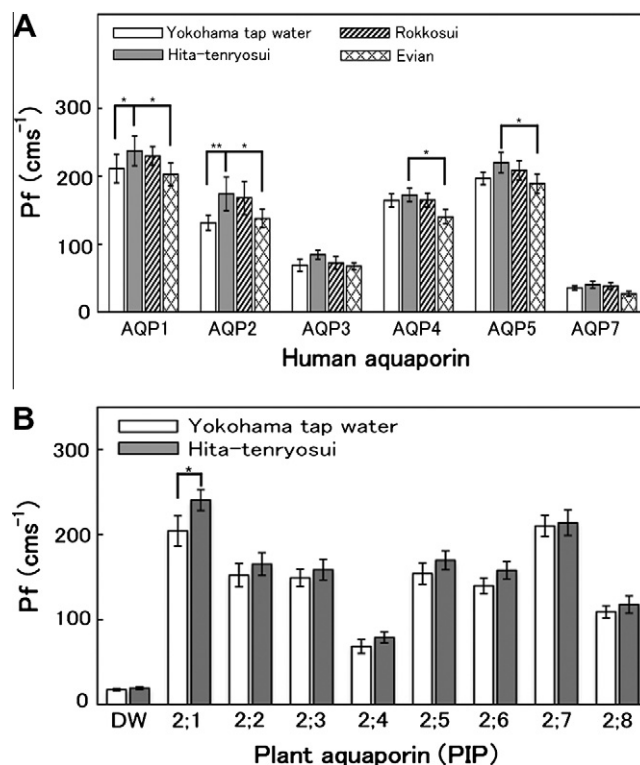 A
Yokohama tap water
Rokkosui
Hita-tenryosui
Evian
300
200
100
0
Pf (cms⁻¹)
* *
** *
*
*
AQP1 AQP2 AQP3 AQP4 AQP5 AQP7
Human aquaporin
B
Yokohama tap water
Hita-tenryosui
300
200
100
0
Pf (cms⁻¹)
*
DW 2;1 2;2 2;3 2;4 2;5 2;6 2;7 2;8
Plant aquaporin (PIP)